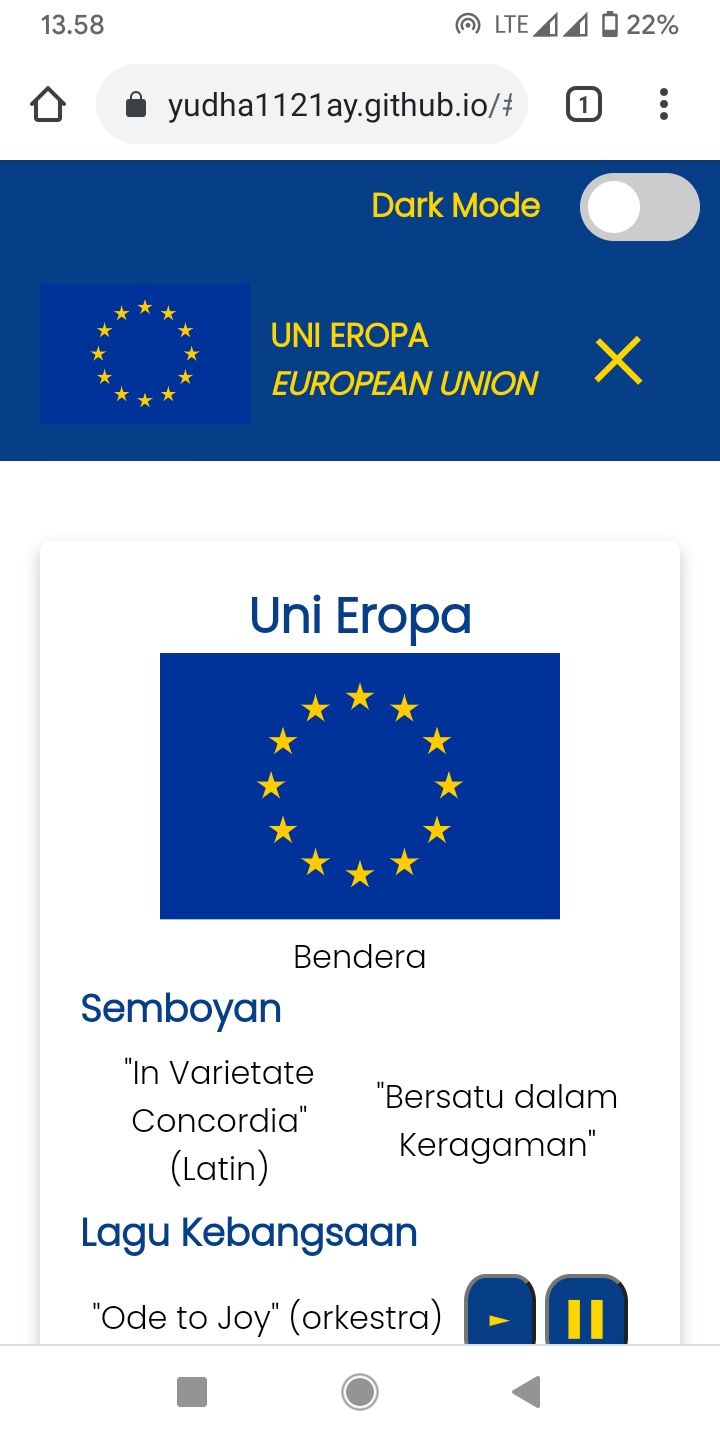 13.58
LTE
22%
yudha1121ay.github.io/#
1
Dark Mode
UNI EROPA
EUROPEAN UNION
Uni Eropa
Bendera
Semboyan
"In Varietate
Concordia"
(Latin)
"Bersatu dalam
Keragaman"
Lagu Kebangsaan
"Ode to Joy" (orkestra)